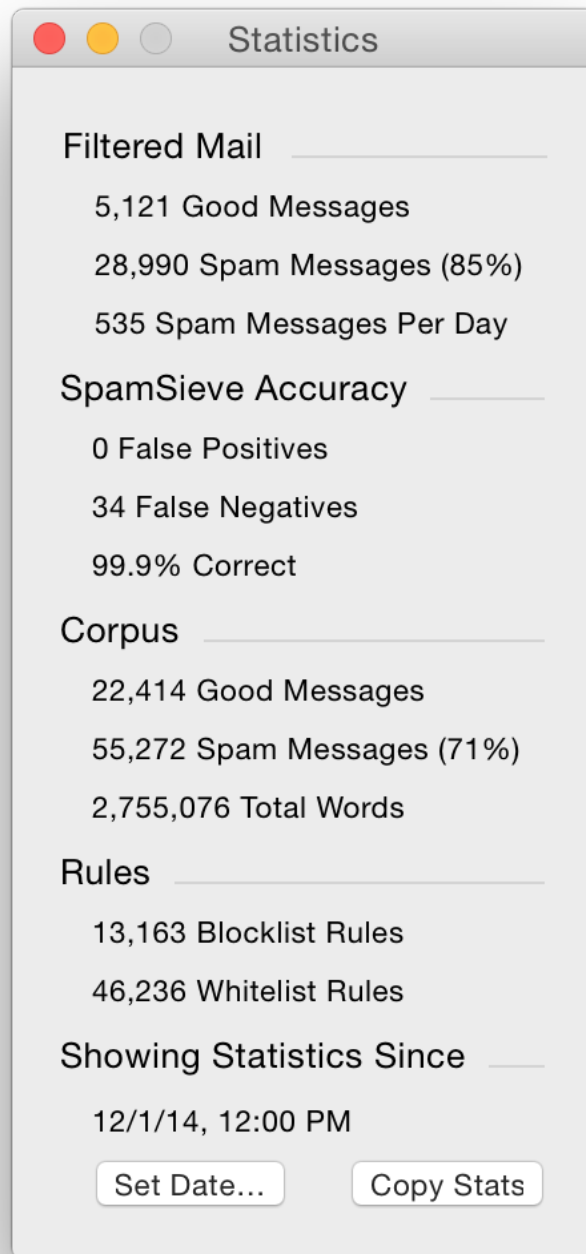 Statistics
Filtered Mail
5,121 Good Messages
28,990 Spam Messages (85%)
535 Spam Messages Per Day
SpamSieve Accuracy
0 False Positives
34 False Negatives
99.9% Correct
Corpus
22,414 Good Messages
55,272 Spam Messages (71%)
2,755,076 Total Words
Rules
13,163 Blocklist Rules
46,236 Whitelist Rules
Showing Statistics Since
12/1/14, 12:00 PM
Set Date... Copy Stats